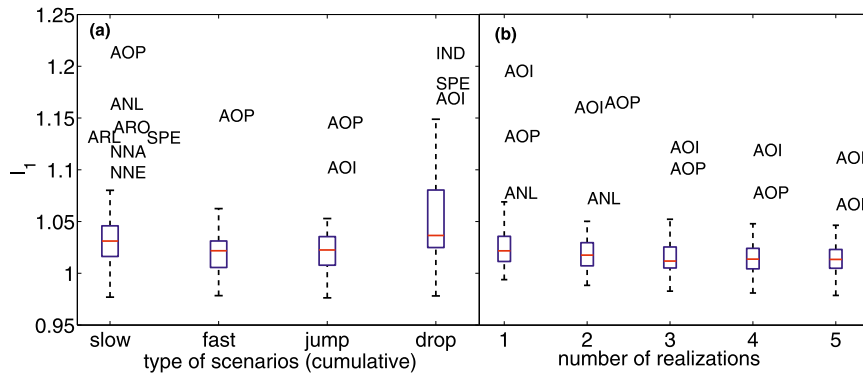 (a)
AOP
ANL
ARO
ARL
SPE
NNA
NNE
AOP
AOP
AOI
IND
SPE
AOI
1.25
1.2
1.15
1.1
1.05
1
0.95
I_1
slow fast jump drop
type of scenarios (cumulative)
(b)
AOI
AOP
ANL
AOI AOP
ANL
AOI
AOP
AOI
AOP
AOI
1 2 3 4 5
number of realizations